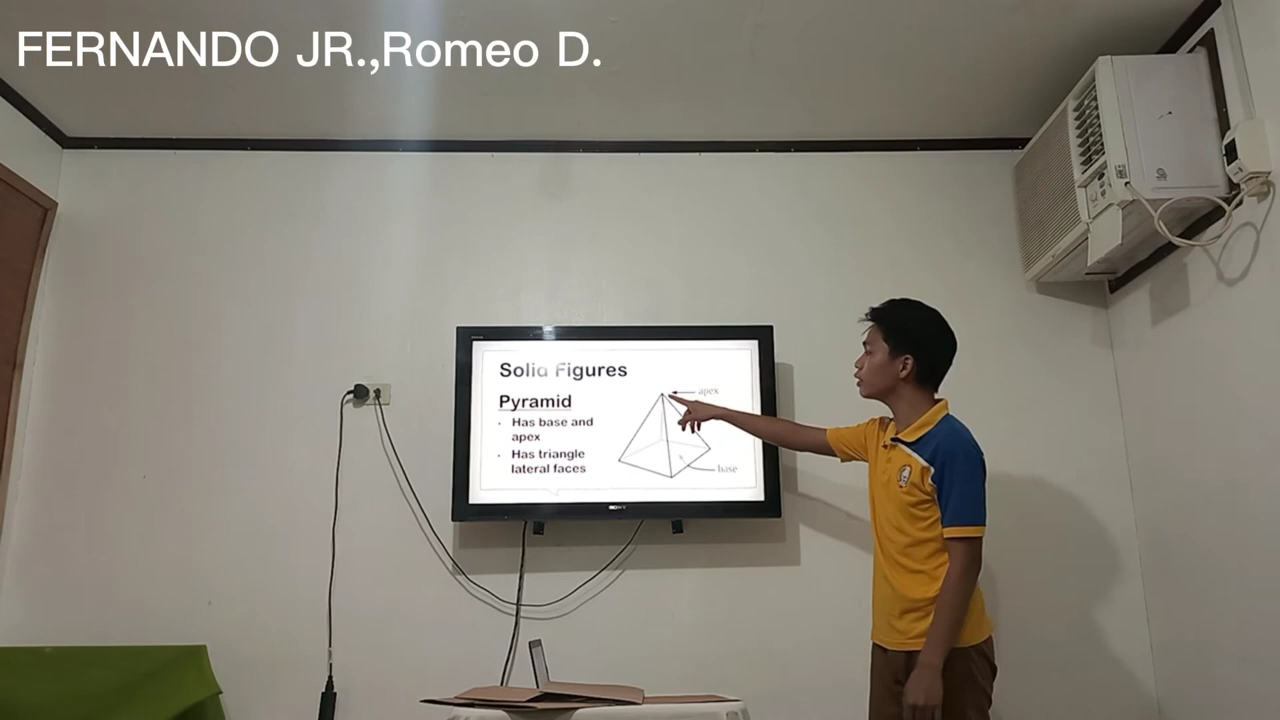 FERNANDO JR.,Romeo D.
Solid Figures
apex
Pyramid
· Has base and
apex
· Has triangle
lateral faces
base
SONY